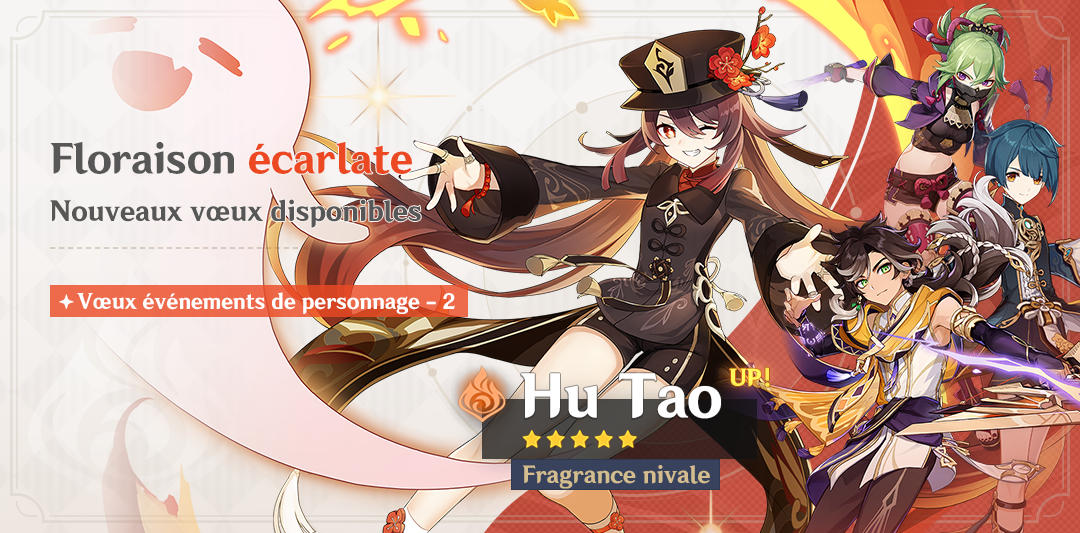 Floraison écarlate
Nouveaux vœux disponibles
Vœux événements de personnage - 2
Hu Tao
UP!
Fragrance nivale